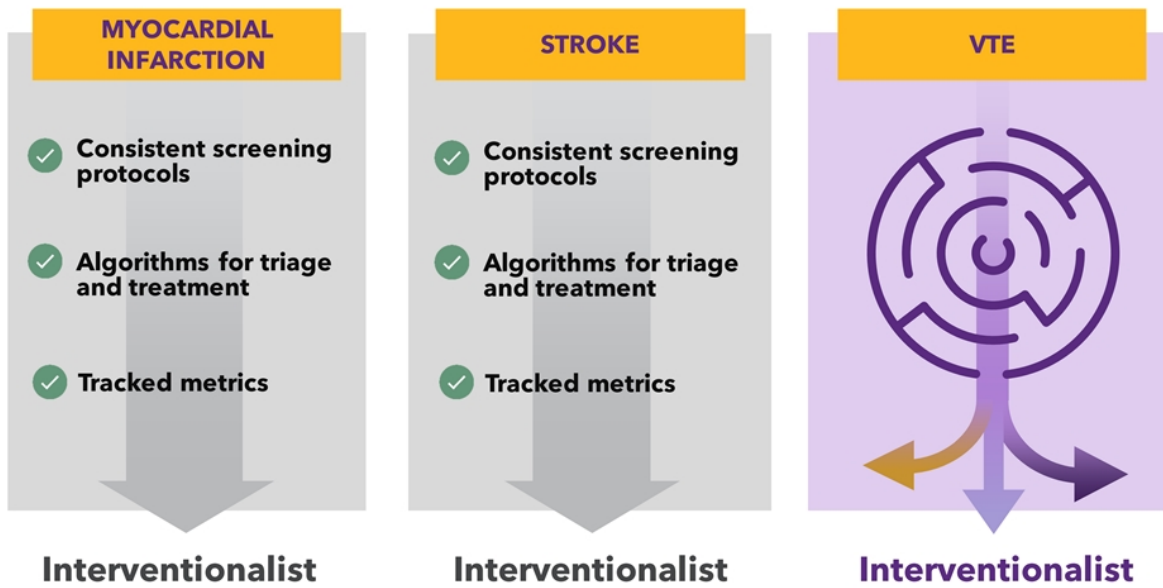 MYOCARDIAL
INFARCTION
Consistent screening
protocols
Algorithms for triage
and treatment
Tracked metrics
Interventionalist
STROKE
Consistent screening
protocols
Algorithms for triage
and treatment
Tracked metrics
Interventionalist
VTE
Interventionalist